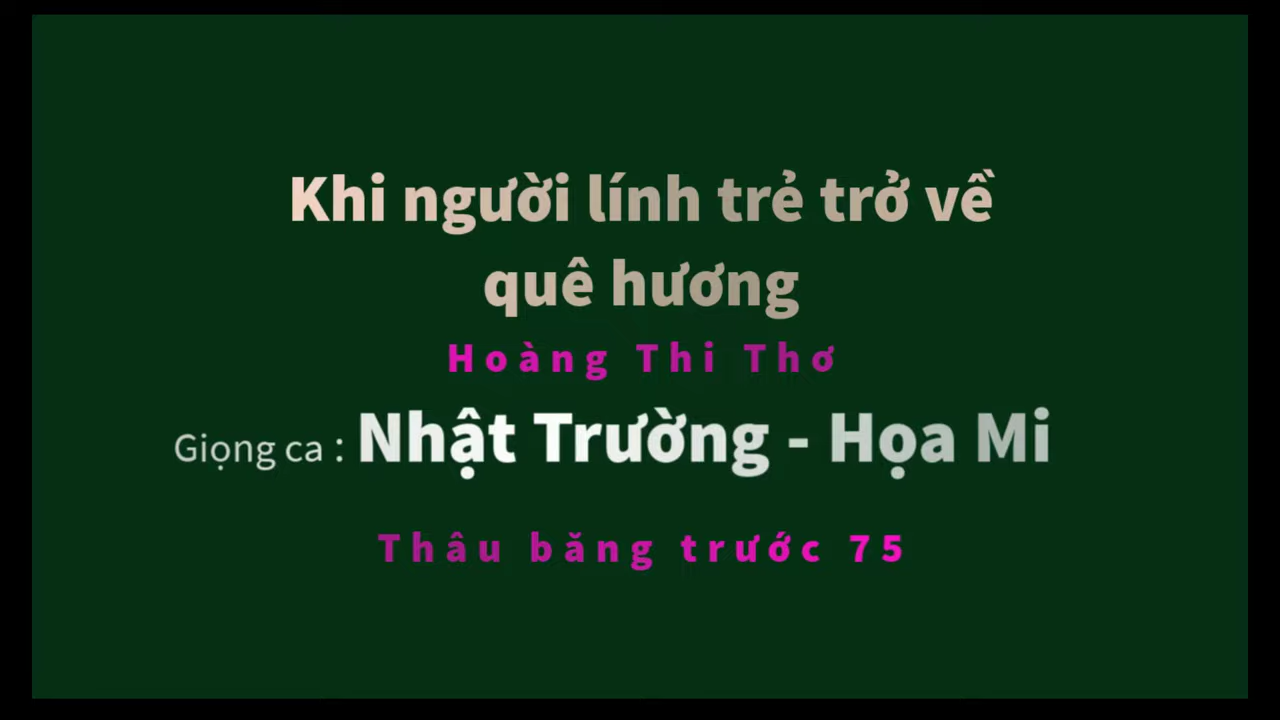 Khi người lính trẻ trở về
quê hương
Hoàng Thi Thơ
Giọng ca : Nhật Trường - Họa Mi
Thâu băng trước 75